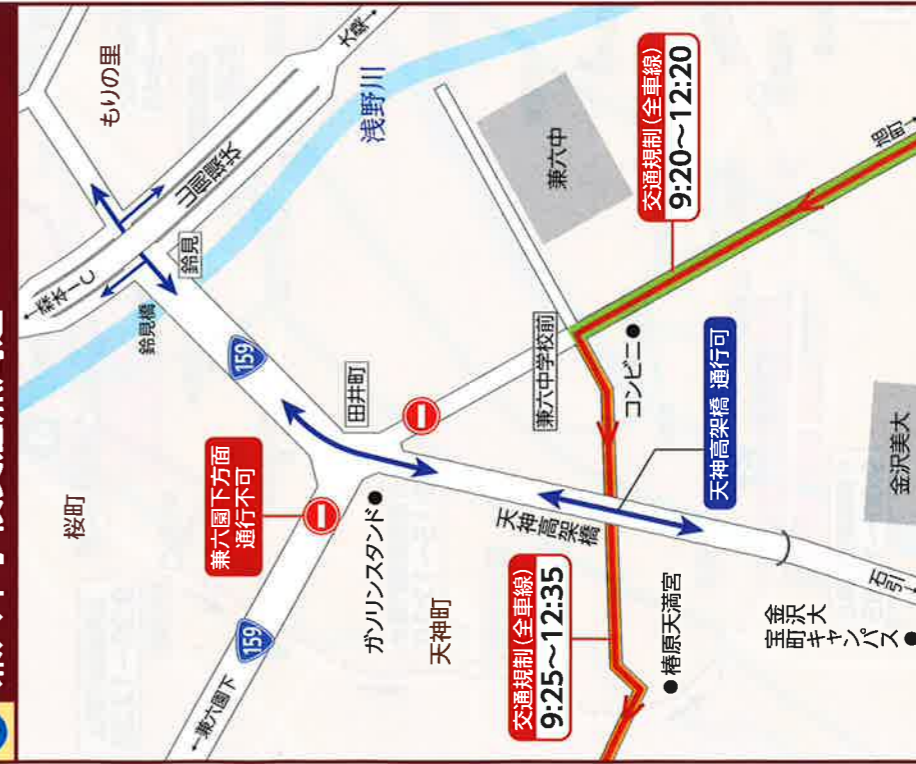 もりの里
大桑→
浅野川
山側環状
←森本IC
鈴見
鈴見橋
159
兼六中
交通規制(全車線)
9:20～12:20
旭町→
桜町
兼六園下方面
通行不可
田井町
兼六中学校前
コンビニ
ガソリンスタンド
天神高架橋 通行可
天神
高架橋
159
←兼六園下
天神町
交通規制(全車線)
9:25～12:35
椿原天満宮
金沢美大
石引→
金沢大
宝町キャンパス